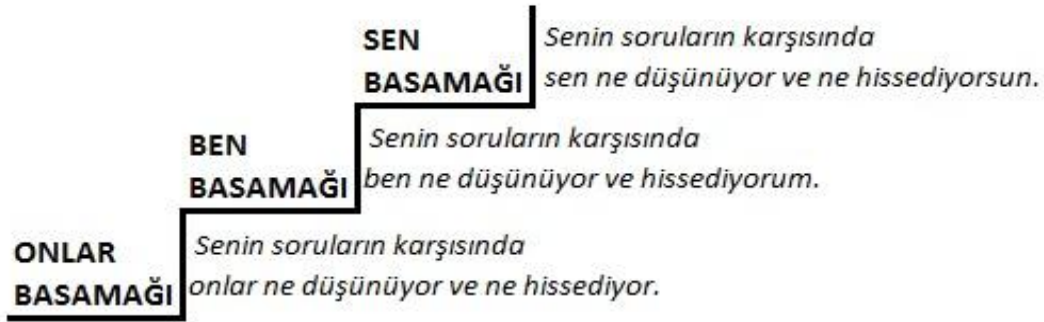 SEN
BASAMAĞI
Senin soruların karşısında
sen ne düşünüyor ve ne hissediyorsun.
BEN
BASAMAĞI
Senin soruların karşısında
ben ne düşünüyor ve hissediyorum.
ONLAR
BASAMAĞI
Senin soruların karşısında
onlar ne düşünüyor ve ne hissediyor.